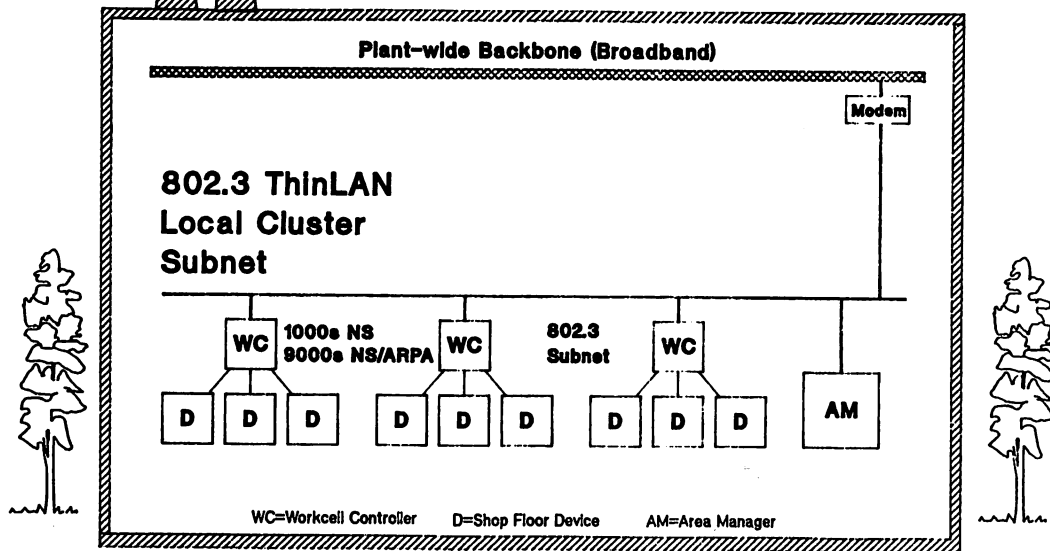 Plant-wide Backbone (Broadband)
Modem
802.3 ThinLAN
Local Cluster
Subnet
WC
1000s NS
9000s NS/ARPA
WC
802.3
Subnet
WC
D
D
D
D
D
D
D
D
D
AM
WC=Workcell Controller
D=Shop Floor Device
AM=Area Manager